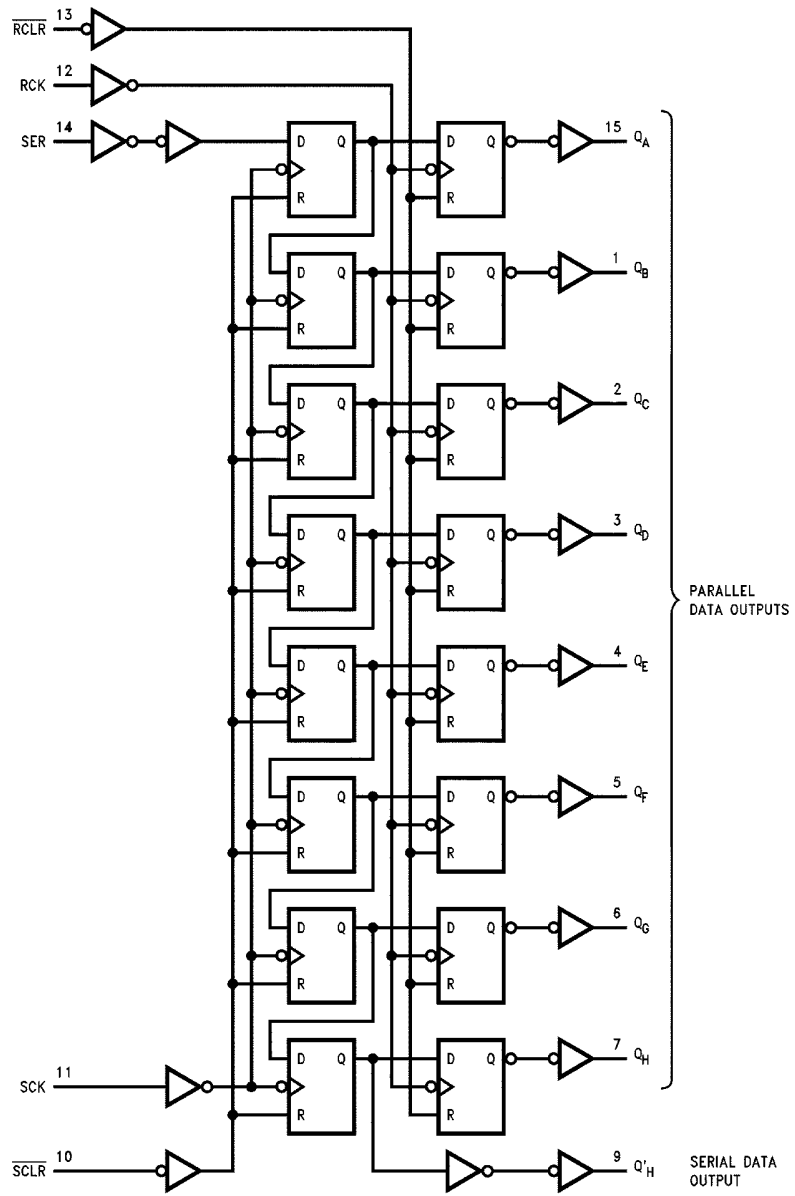 RCLR 13
RCK 12
SER 14
D Q D Q 15 QA
R R
D Q D Q 1 QB
R R
D Q D Q 2 QC
R R
D Q D Q 3 QD
R R
PARALLEL
DATA OUTPUTS
D Q D Q 4 QE
R R
D Q D Q 5 QF
R R
D Q D Q 6 QG
R R
D Q D Q 7 QH
SCK 11
R R
SCLR 10
9 Q'H
SERIAL DATA
OUTPUT